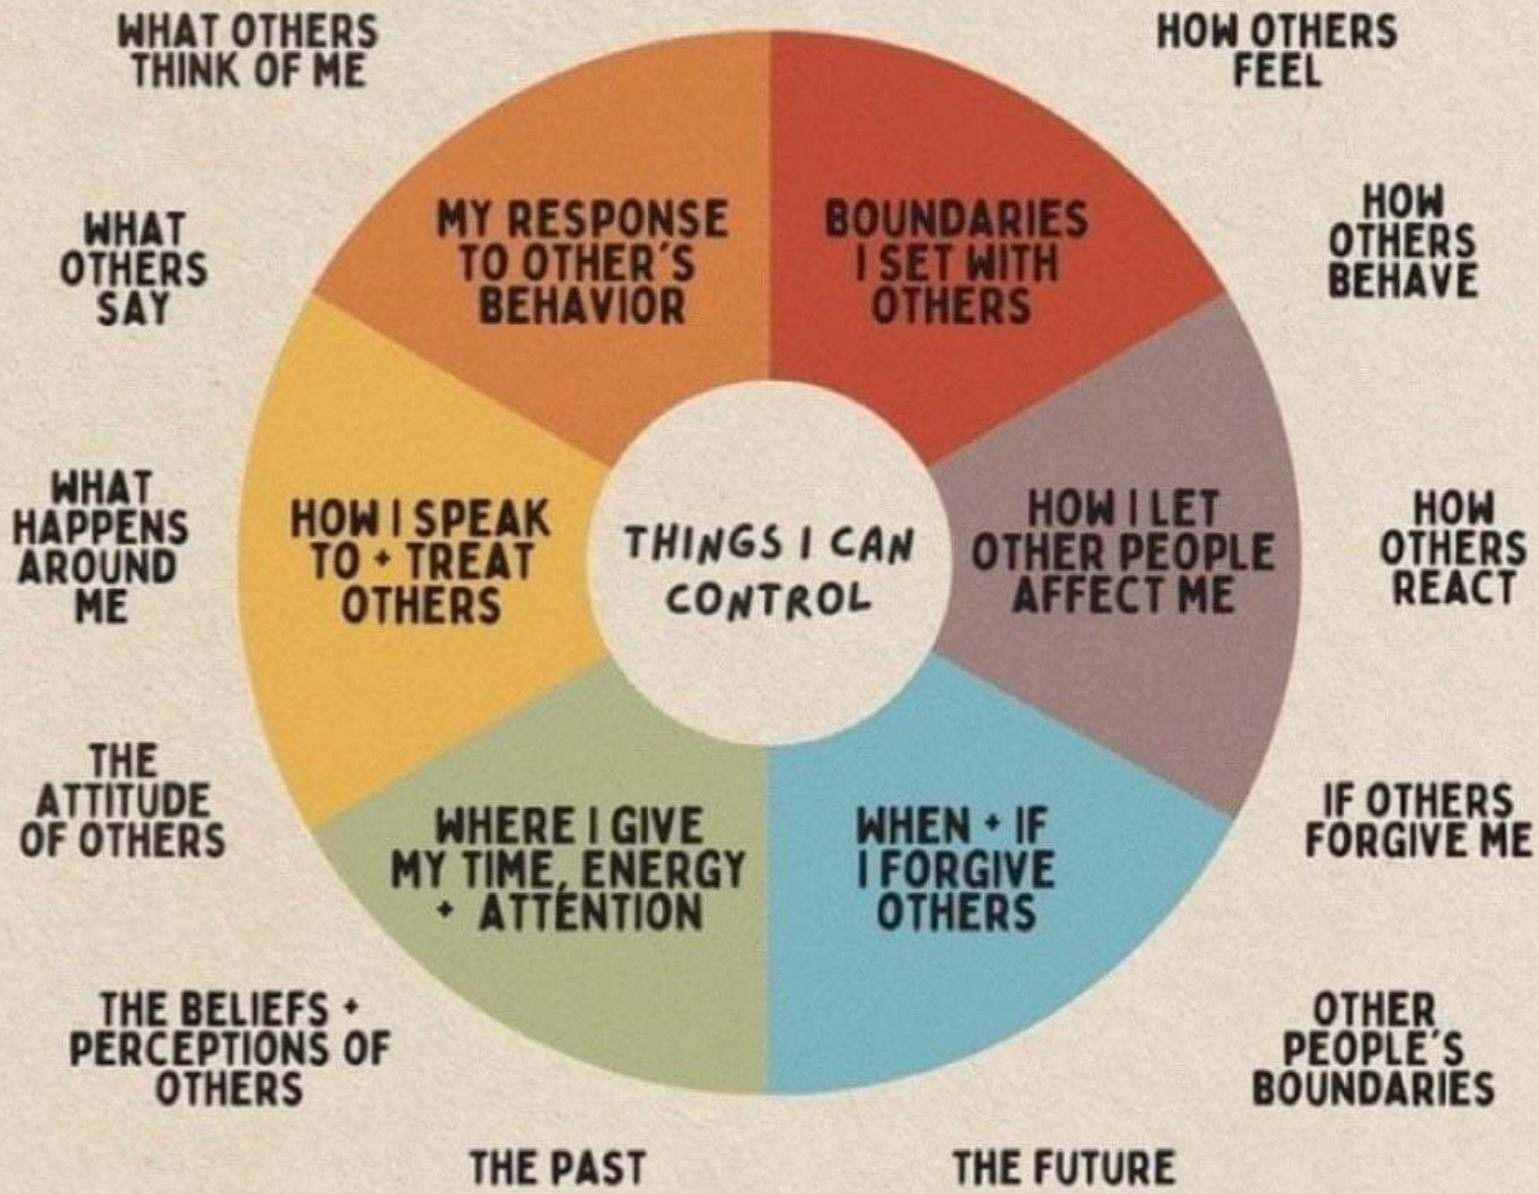 WHAT OTHERS
THINK OF ME
HOW OTHERS
FEEL
WHAT
OTHERS
SAY
MY RESPONSE
TO OTHER'S
BEHAVIOR
BOUNDARIES
I SET WITH
OTHERS
HOW
OTHERS
BEHAVE
WHAT
HAPPENS
AROUND
ME
HOW I SPEAK
TO + TREAT
OTHERS
THINGS I CAN
CONTROL
HOW I LET
OTHER PEOPLE
AFFECT ME
HOW
OTHERS
REACT
THE
ATTITUDE
OF OTHERS
WHERE I GIVE
MY TIME, ENERGY
+ ATTENTION
WHEN + IF
I FORGIVE
OTHERS
IF OTHERS
FORGIVE ME
THE BELIEFS +
PERCEPTIONS OF
OTHERS
OTHER
PEOPLE'S
BOUNDARIES
THE PAST
THE FUTURE